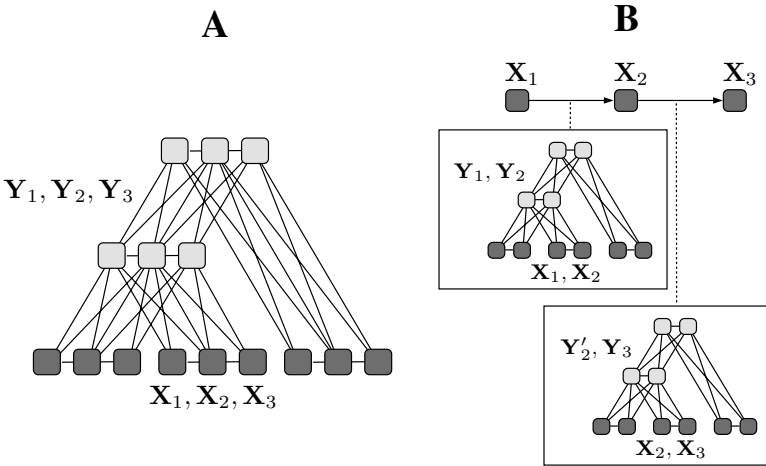 A
Y₁, Y₂, Y₃
X₁, X₂, X₃
B
X₁ X₂ X₃
Y₁, Y₂
X₁, X₂
Y′₂, Y₃
X₂, X₃